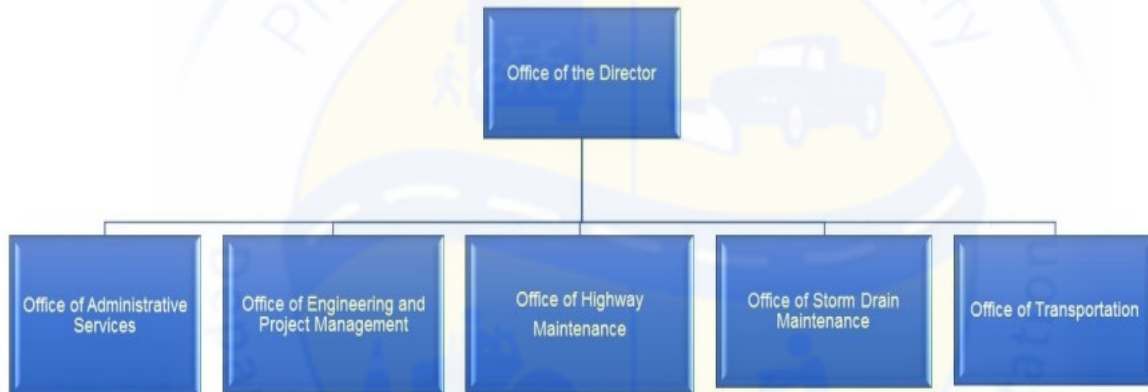 Office of the Director
Office of Administrative
Services
Office of Engineering and
Project Management
Office of Highway
Maintenance
Office of Storm Drain
Maintenance
Office of Transportation